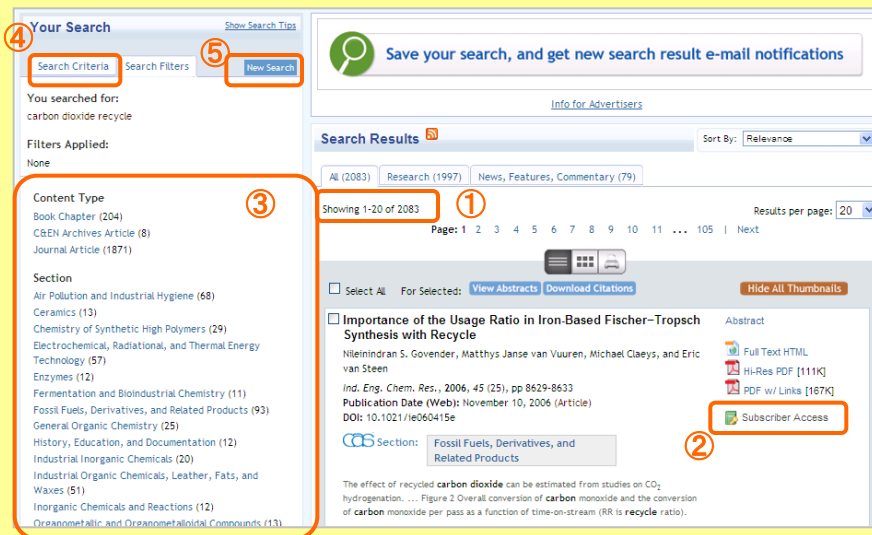 ④
Your Search
Show Search Tips
⑤
Search Criteria
Search Filters
New Search
You searched for:
carbon dioxide recycle
Filters Applied:
None
③
Content Type
Book Chapter (204)
C&EN Archives Article (8)
Journal Article (1871)
Section
Air Pollution and Industrial Hygiene (68)
Ceramics (13)
Chemistry of Synthetic High Polymers (29)
Electrochemical, Radiational, and Thermal Energy
Technology (57)
Enzymes (12)
Fermentation and Bioindustrial Chemistry (11)
Fossil Fuels, Derivatives, and Related Products (93)
General Organic Chemistry (25)
History, Education, and Documentation (12)
Industrial Inorganic Chemicals (20)
Industrial Organic Chemicals, Leather, Fats, and
Waxes (51)
Inorganic Chemicals and Reactions (12)
Organometallic and Organometalloidal Compounds (13)
Save your search, and get new search result e-mail notifications
Info for Advertisers
Search Results
Sort By: Relevance
All (2083)
Research (1997)
News, Features, Commentary (79)
Showing 1-20 of 2083
①
Results per page: 20
Page: 1 2 3 4 5 6 7 8 9 10 11 ... 105 | Next
Select All For Selected: View Abstracts Download Citations
Hide All Thumbnails
Importance of the Usage Ratio in Iron-Based Fischer−Tropsch
Synthesis with Recycle
Nileinindran S. Govender, Matthys Janse van Vuuren, Michael Claeys, and Eric
van Steen
Ind. Eng. Chem. Res., 2006, 45 (25), pp 8629-8633
Publication Date (Web): November 10, 2006 (Article)
DOI: 10.1021/ie060415e
CAS Section: Fossil Fuels, Derivatives, and
Related Products
The effect of recycled carbon dioxide can be estimated from studies on CO2
hydrogenation. ... Figure 2 Overall conversion of carbon monoxide and the conversion
of carbon monoxide per pass as a function of time-on-stream (RR is recycle ratio).
Abstract
Full Text HTML
Hi-Res PDF [111K]
PDF w/ Links [167K]
Subscriber Access
②